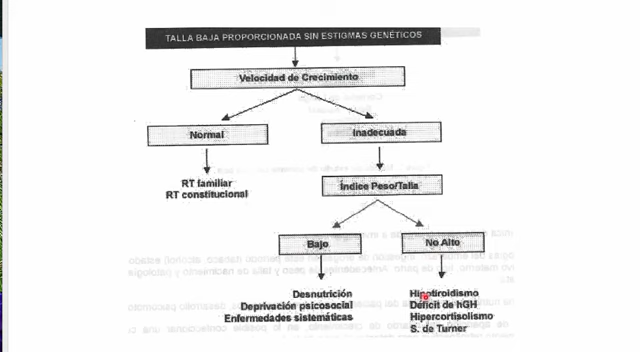 TALLA BAJA PROPORCIONADA SIN ESTIGMAS GENÉTICOS
Velocidad de Crecimiento
Normal
Inadecuada
RT familiar
RT constitucional
Índice Peso/Talla
Bajo
No Alto
Desnutrición
Deprivación psicosocial
Enfermedades sistemáticas
Hipotiroidismo
Déficit de hGH
Hipercortisolismo
S. de Turner